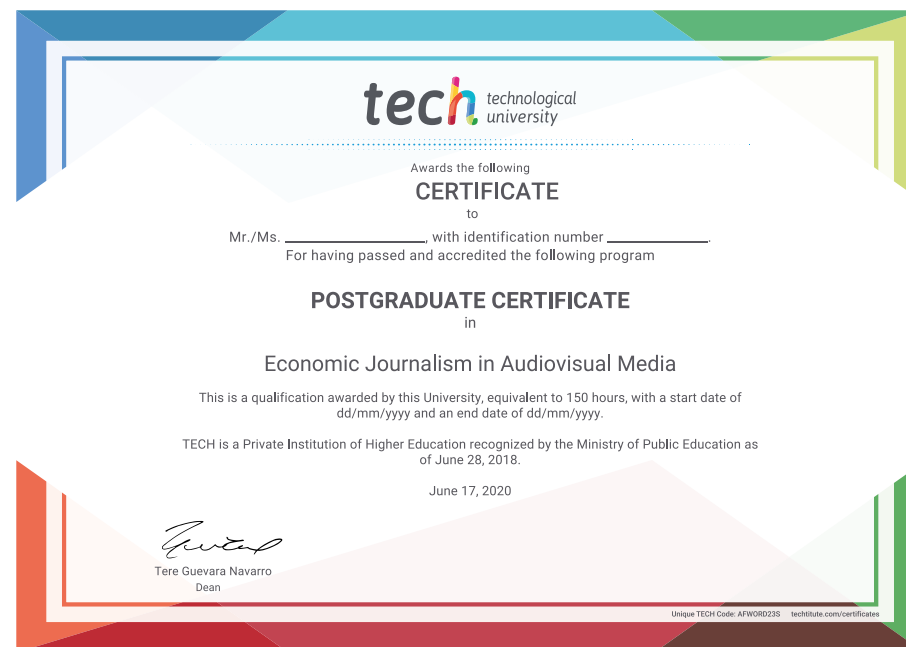 tech technological
university
Awards the following
CERTIFICATE
to
Mr./Ms. ____________________, with identification number _______________.
For having passed and accredited the following program
POSTGRADUATE CERTIFICATE
in
Economic Journalism in Audiovisual Media
This is a qualification awarded by this University, equivalent to 150 hours, with a start date of
dd/mm/yyyy and an end date of dd/mm/yyyy.
TECH is a Private Institution of Higher Education recognized by the Ministry of Public Education as
of June 28, 2018.
June 17, 2020
Tere Guevara Navarro
Dean
Unique TECH Code: AFWORD23S techtitute.com/certificates